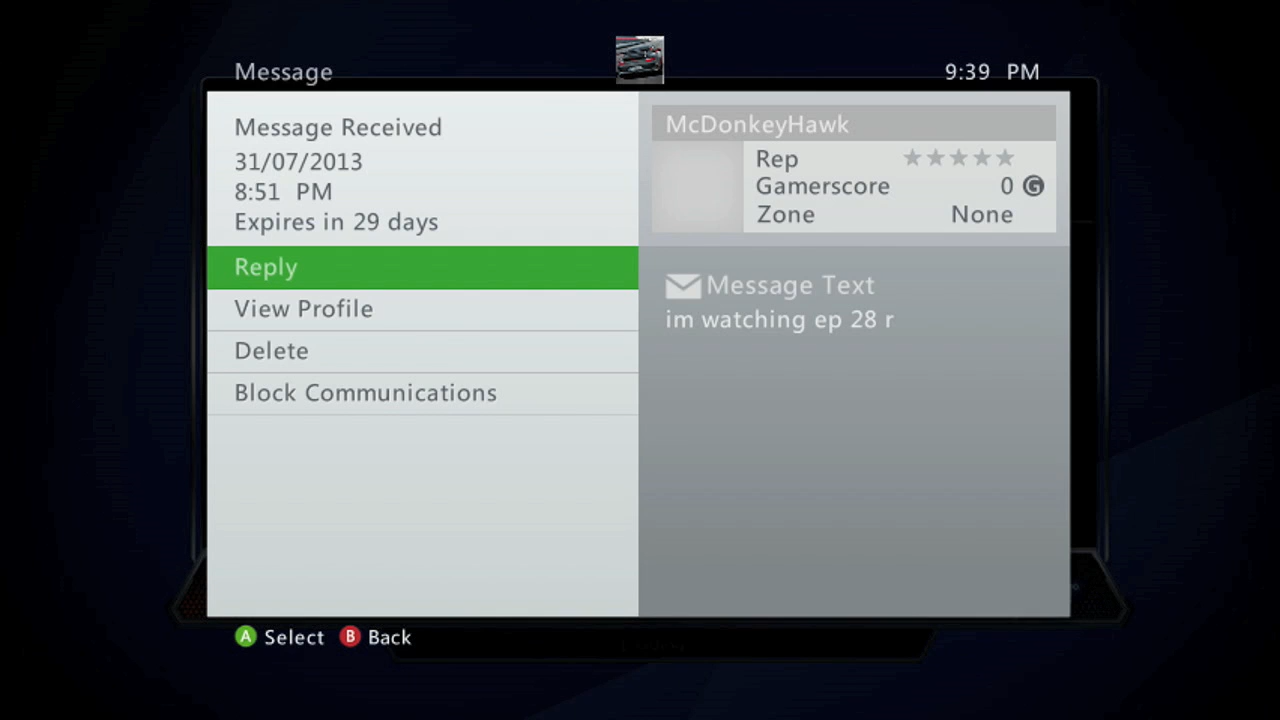 Message
9:39 PM
Message Received
31/07/2013
8:51 PM
Expires in 29 days
Reply
View Profile
Delete
Block Communications
McDonkeyHawk
Rep ★★★★★
Gamerscore 0 G
Zone None
Message Text
im watching ep 28 r
A Select B Back